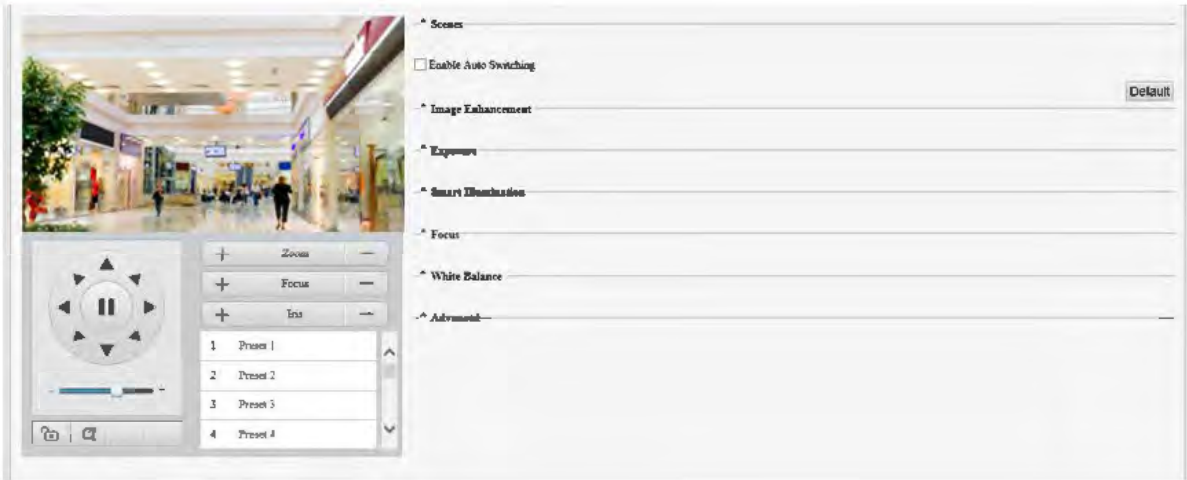 Scenes
Enable Auto Switching
Default
Image Enhancement
Exposure
Smart Illumination
Focus
White Balance
Advanced
+ Zoom −
+ Focus −
+ Iris −
1 Preset 1
2 Preset 2
3 Preset 3
4 Preset 4